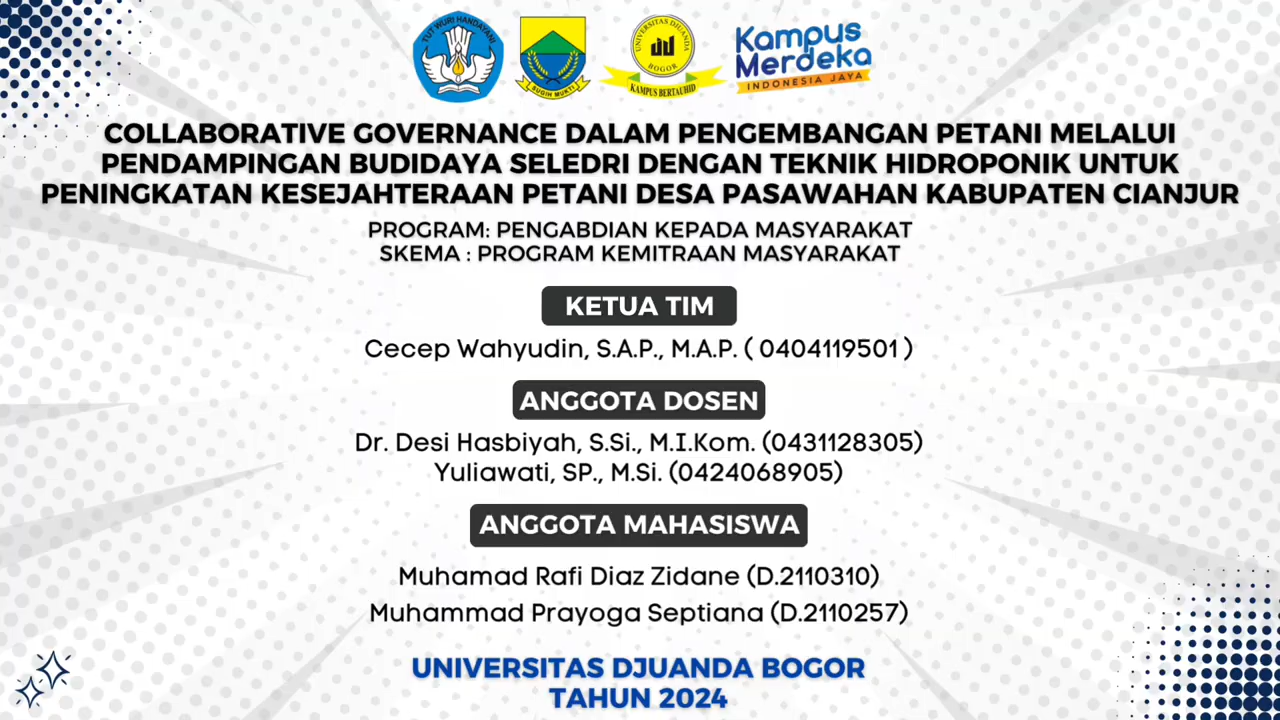 TUT WURI HANDAYANI
SUGIH MUKTI
UNIVERSITAS DJUANDA
BOGOR
KAMPUS BERTAUHID
Kampus
Merdeka
INDONESIA JAYA
COLLABORATIVE GOVERNANCE DALAM PENGEMBANGAN PETANI MELALUI
PENDAMPINGAN BUDIDAYA SELEDRI DENGAN TEKNIK HIDROPONIK UNTUK
PENINGKATAN KESEJAHTERAAN PETANI DESA PASAWAHAN KABUPATEN CIANJUR
PROGRAM: PENGABDIAN KEPADA MASYARAKAT
SKEMA : PROGRAM KEMITRAAN MASYARAKAT
KETUA TIM
Cecep Wahyudin, S.A.P., M.A.P. ( 0404119501 )
ANGGOTA DOSEN
Dr. Desi Hasbiyah, S.Si., M.I.Kom. (0431128305)
Yuliawati, SP., M.Si. (0424068905)
ANGGOTA MAHASISWA
Muhamad Rafi Diaz Zidane (D.2110310)
Muhammad Prayoga Septiana (D.2110257)
UNIVERSITAS DJUANDA BOGOR
TAHUN 2024